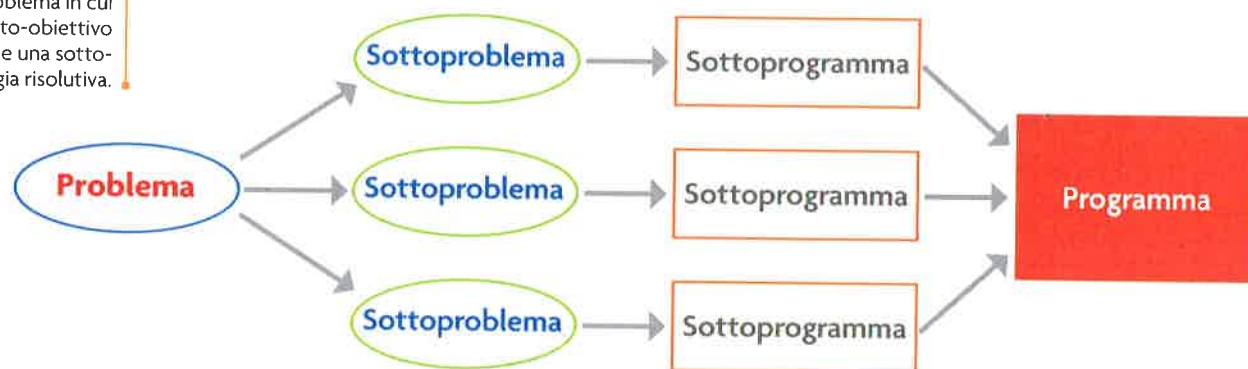 oblema in cui
to-obiettivo
e una sotto-
gia risolutiva.
Sottoproblema
Sottoprogramma
Problema
Sottoproblema
Sottoprogramma
Programma
Sottoproblema
Sottoprogramma